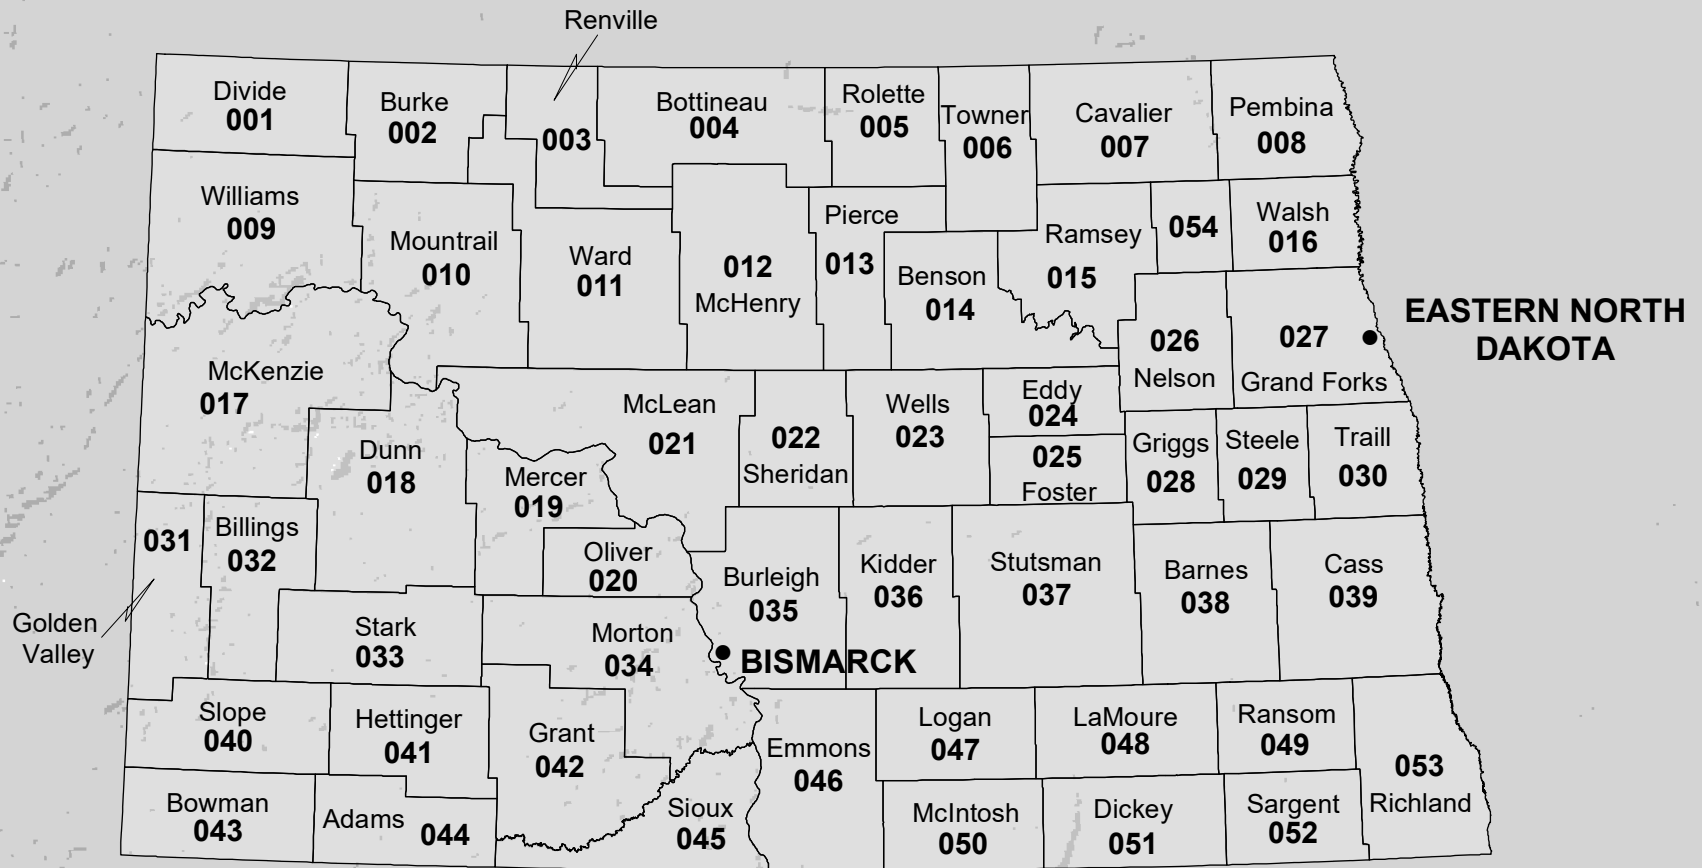 Renville
003
Divide
001
Burke
002
Bottineau
004
Rolette
005
Towner
006
Cavalier
007
Pembina
008
Williams
009
Mountrail
010
Ward
011
012
McHenry
Pierce
013
Benson
014
Ramsey
015
054
Walsh
016
McKenzie
017
Dunn
018
Mercer
019
Oliver
020
McLean
021
022
Sheridan
Wells
023
Eddy
024
025
Foster
026
Nelson
027
Grand Forks
EASTERN NORTH
DAKOTA
Griggs
028
Steele
029
Traill
030
031
Golden
Valley
Billings
032
Stark
033
Morton
034
Burleigh
035
BISMARCK
Kidder
036
Stutsman
037
Barnes
038
Cass
039
Slope
040
Hettinger
041
Grant
042
Bowman
043
Adams 044
Sioux
045
Emmons
046
Logan
047
LaMoure
048
Ransom
049
McIntosh
050
Dickey
051
Sargent
052
053
Richland